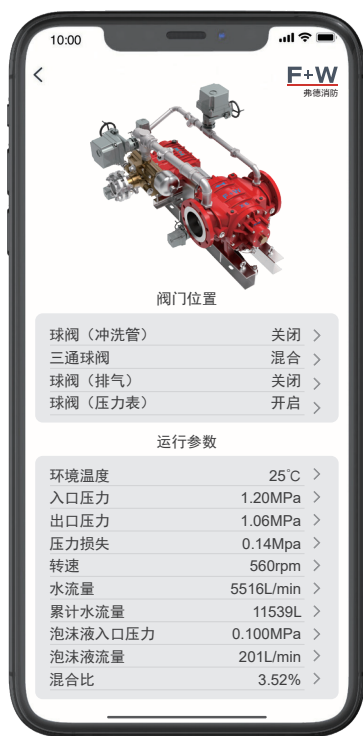 10:00
F+W
弗德消防
阀门位置
球阀（冲洗管） 关闭
三通球阀 混合
球阀（排气） 关闭
球阀（压力表） 开启
运行参数
环境温度 25℃
入口压力 1.20MPa
出口压力 1.06MPa
压力损失 0.14Mpa
转速 560rpm
水流量 5516L/min
累计水流量 11539L
泡沫液入口压力 0.100MPa
泡沫液流量 201L/min
混合比 3.52%